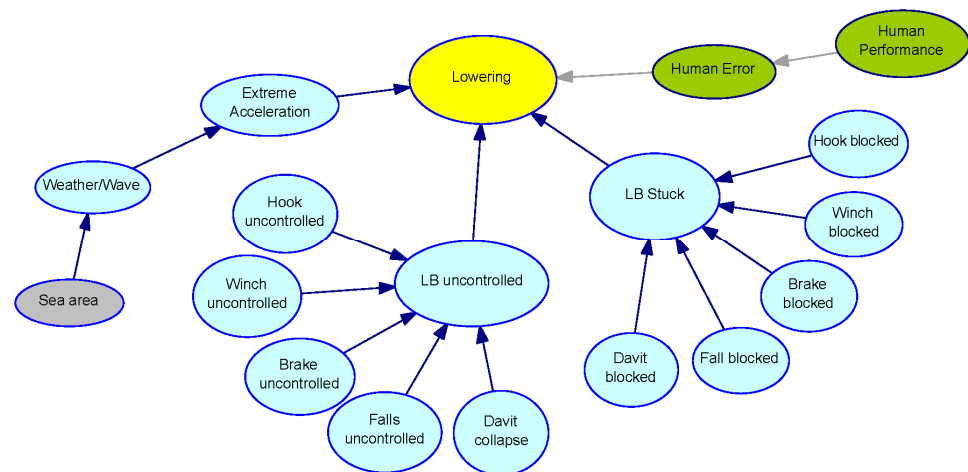 Human
Performance
Lowering
Human Error
Extreme
Acceleration
Hook blocked
Weather/Wave
LB Stuck
Hook
uncontrolled
Winch
blocked
LB uncontrolled
Winch
uncontrolled
Brake
blocked
Sea area
Brake
uncontrolled
Davit
blocked
Fall blocked
Falls
uncontrolled
Davit
collapse